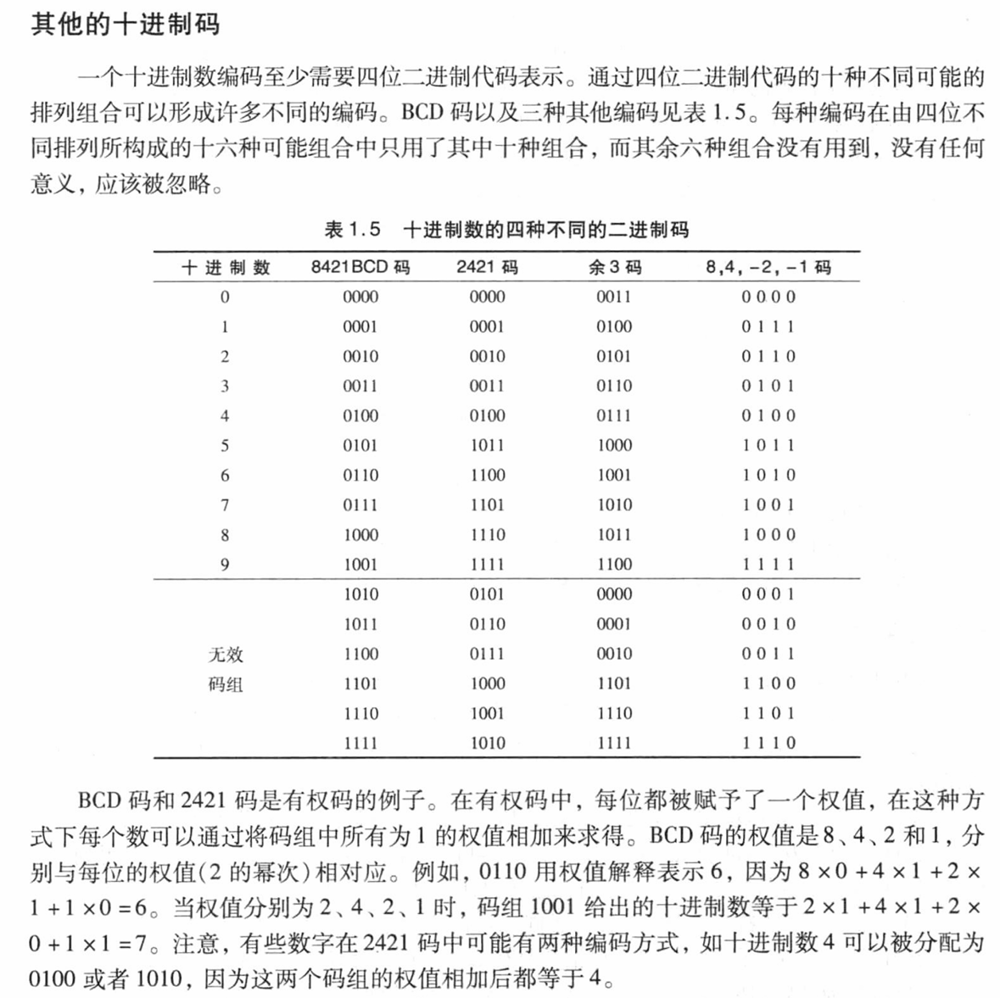 其他的十进制码
一个十进制数编码至少需要四位二进制代码表示。通过四位二进制代码的十种不同可能的
排列组合可以形成许多不同的编码。BCD 码以及三种其他编码见表 1.5。每种编码在由四位不
同排列所构成的十六种可能组合中只用了其中十种组合，而其余六种组合没有用到，没有任何
意义，应该被忽略。
表 1.5 十进制数的四种不同的二进制码
十进制数 8421BCD 码 2421 码 余 3 码 8,4,-2,-1 码
0 0000 0000 0011 0 0 0 0
1 0001 0001 0100 0 1 1 1
2 0010 0010 0101 0 1 1 0
3 0011 0011 0110 0 1 0 1
4 0100 0100 0111 0 1 0 0
5 0101 1011 1000 1 0 1 1
6 0110 1100 1001 1 0 1 0
7 0111 1101 1010 1 0 0 1
8 1000 1110 1011 1 0 0 0
9 1001 1111 1100 1 1 1 1
1010 0101 0000 0 0 0 1
1011 0110 0001 0 0 1 0
无效 1100 0111 0010 0 0 1 1
码组 1101 1000 1101 1 1 0 0
1110 1001 1110 1 1 0 1
1111 1010 1111 1 1 1 0
BCD 码和 2421 码是有权码的例子。在有权码中，每位都被赋予了一个权值，在这种方
式下每个数可以通过将码组中所有为 1 的权值相加来求得。BCD 码的权值是 8、4、2 和 1，分
别与每位的权值(2 的幂次)相对应。例如，0110 用权值解释表示 6，因为 8 ×0 +4 ×1 +2 ×
1 +1 ×0 =6。当权值分别为 2、4、2、1 时，码组 1001 给出的十进制数等于 2 ×1 +4 ×1 +2 ×
0 +1 ×1 =7。注意，有些数字在 2421 码中可能有两种编码方式，如十进制数 4 可以被分配为
0100 或者 1010，因为这两个码组的权值相加后都等于 4。